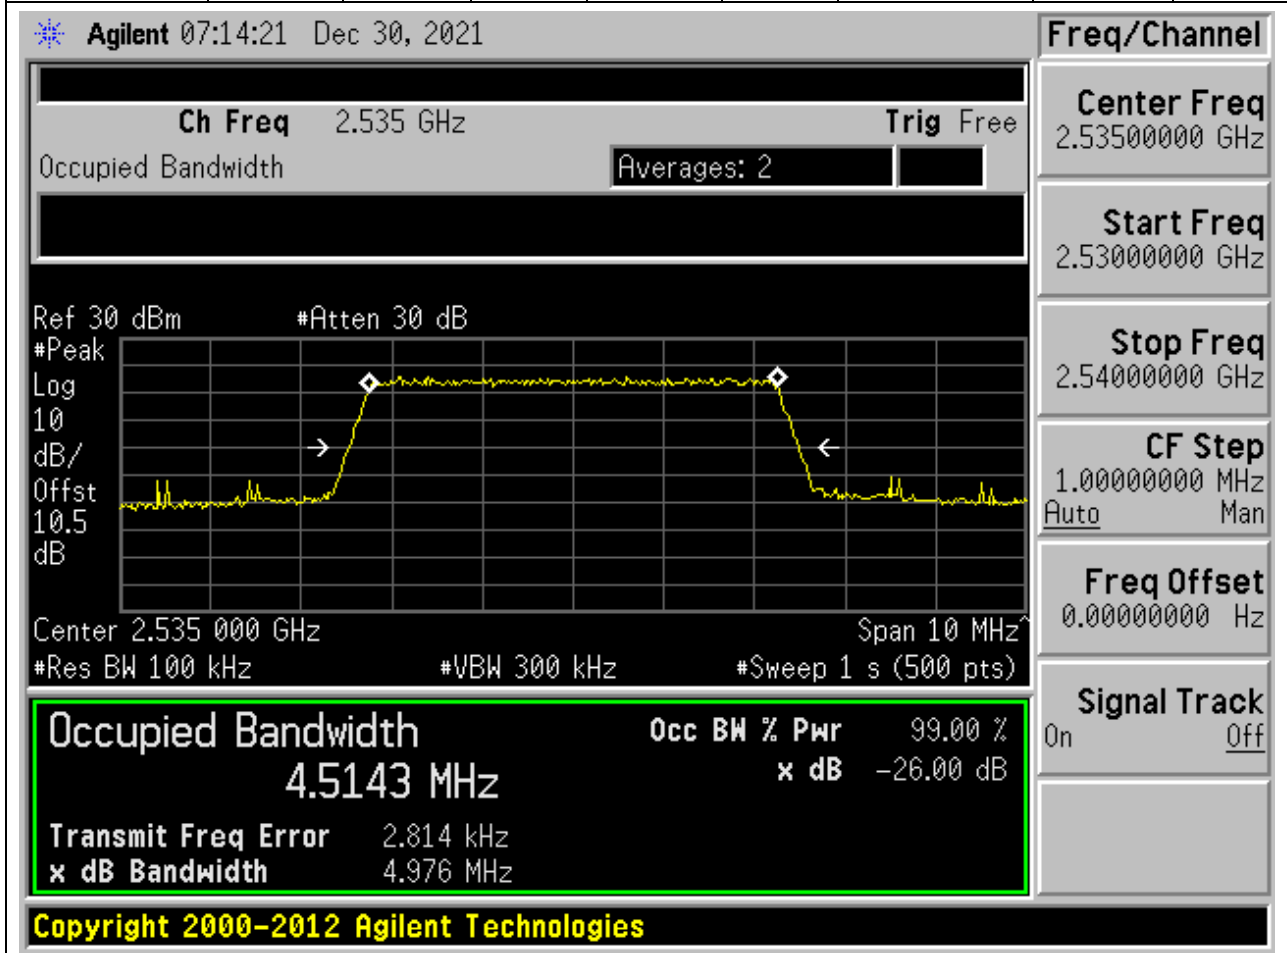 Agilent 07:14:21 Dec 30, 2021
Freq/Channel
Ch Freq 2.535 GHz Trig Free
Occupied Bandwidth Averages: 2
Ref 30 dBm #Atten 30 dB
#Peak
Log
10
dB/
Offst
10.5
dB
Center 2.535 000 GHz Span 10 MHz^
#Res BW 100 kHz #VBW 300 kHz #Sweep 1 s (500 pts)
Occupied Bandwidth Occ BW % Pwr 99.00 %
4.5143 MHz x dB -26.00 dB
Transmit Freq Error 2.814 kHz
x dB Bandwidth 4.976 MHz
Center Freq
2.53500000 GHz
Start Freq
2.53000000 GHz
Stop Freq
2.54000000 GHz
CF Step
1.00000000 MHz
Auto Man
Freq Offset
0.00000000 Hz
Signal Track
On Off
Copyright 2000-2012 Agilent Technologies